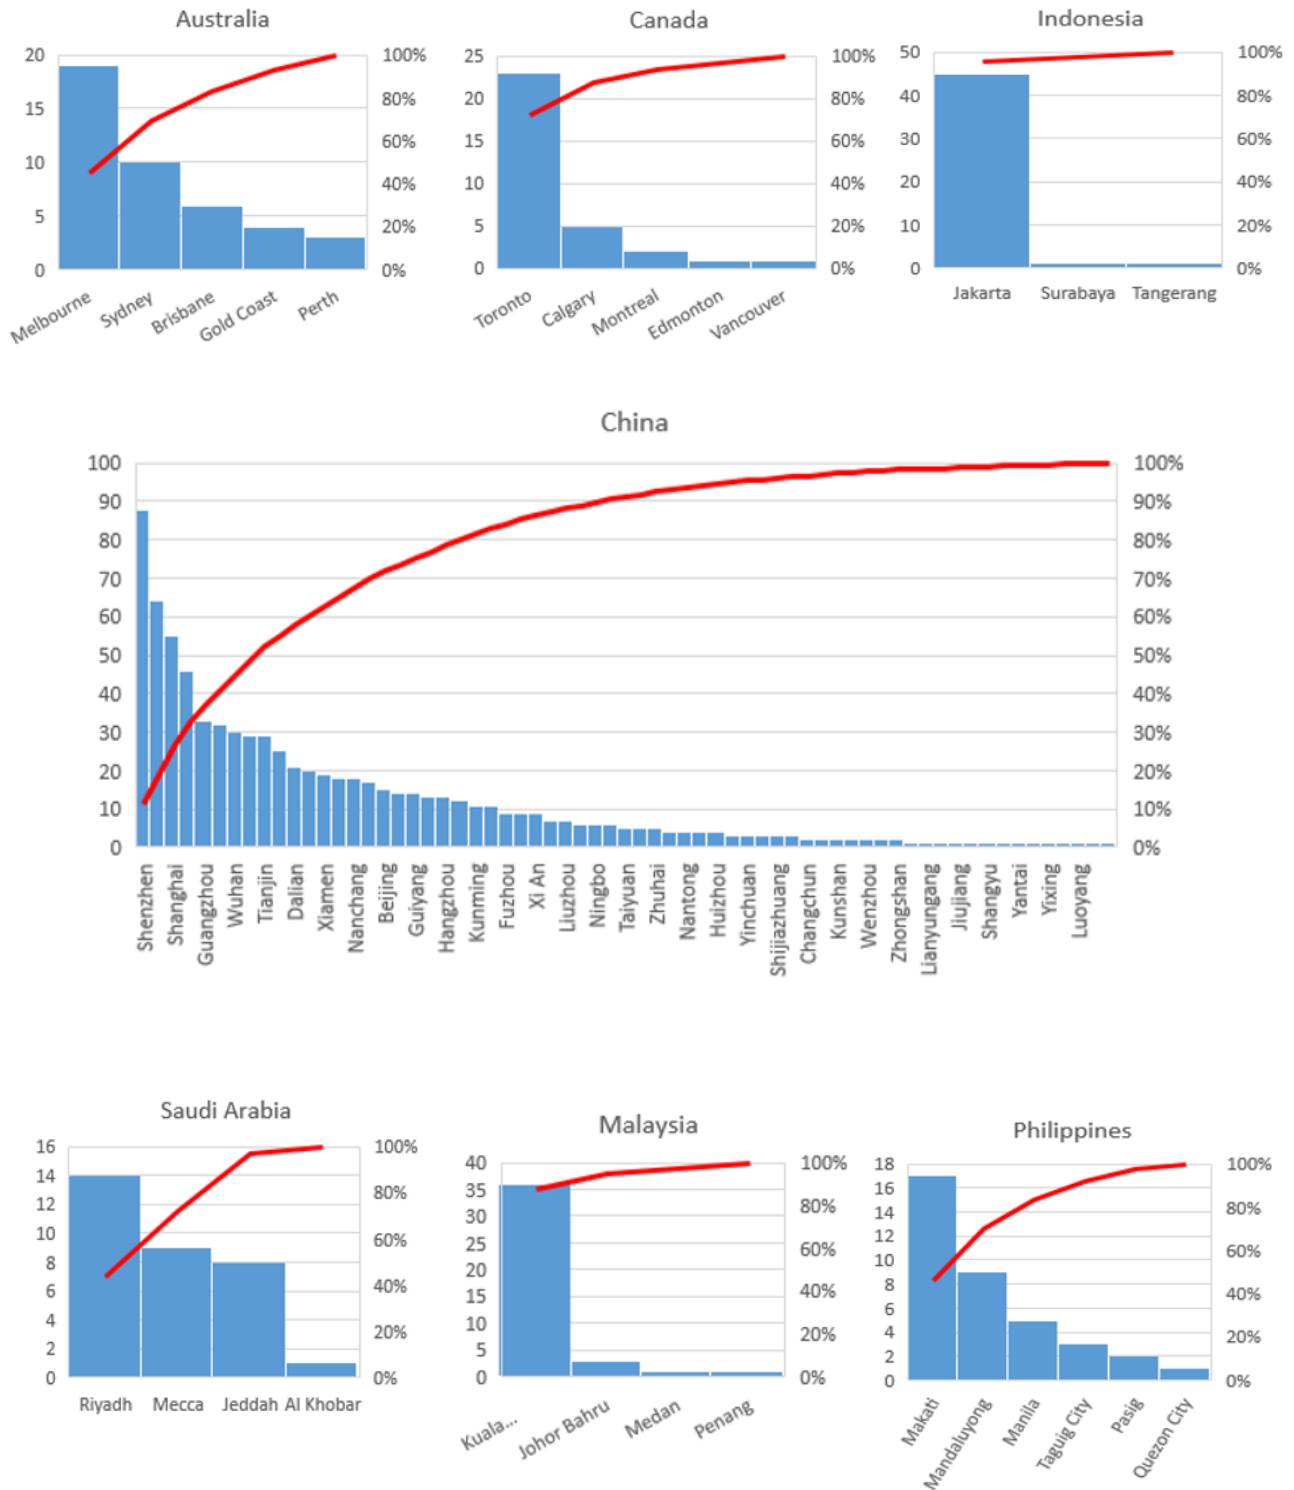 Australia
20
15
10
5
0
100%
80%
60%
40%
20%
0%
Melbourne
Sydney
Brisbane
Gold Coast
Perth
Canada
25
20
15
10
5
0
100%
80%
60%
40%
20%
0%
Toronto
Calgary
Montreal
Edmonton
Vancouver
Indonesia
50
40
30
20
10
0
100%
80%
60%
40%
20%
0%
Jakarta
Surabaya
Tangerang
China
100
90
80
70
60
50
40
30
20
10
0
100%
90%
80%
70%
60%
50%
40%
30%
20%
10%
0%
Shenzhen
Shanghai
Guangzhou
Wuhan
Tianjin
Dalian
Xiamen
Nanchang
Beijing
Guiyang
Hangzhou
Kunming
Fuzhou
Xi An
Liuzhou
Ningbo
Taiyuan
Zhuhai
Nantong
Huizhou
Yinchuan
Shijiazhuang
Changchun
Kunshan
Wenzhou
Zhongshan
Lianyungang
Jiujiang
Shangyu
Yantai
Yixing
Luoyang
Saudi Arabia
16
14
12
10
8
6
4
2
0
100%
80%
60%
40%
20%
0%
Riyadh
Mecca
Jeddah
Al Khobar
Malaysia
40
35
30
25
20
15
10
5
0
100%
80%
60%
40%
20%
0%
Kuala...
Johor Bahru
Medan
Penang
Philippines
18
16
14
12
10
8
6
4
2
0
100%
80%
60%
40%
20%
0%
Makati
Mandaluyong
Manila
Taguig City
Pasig
Quezon City